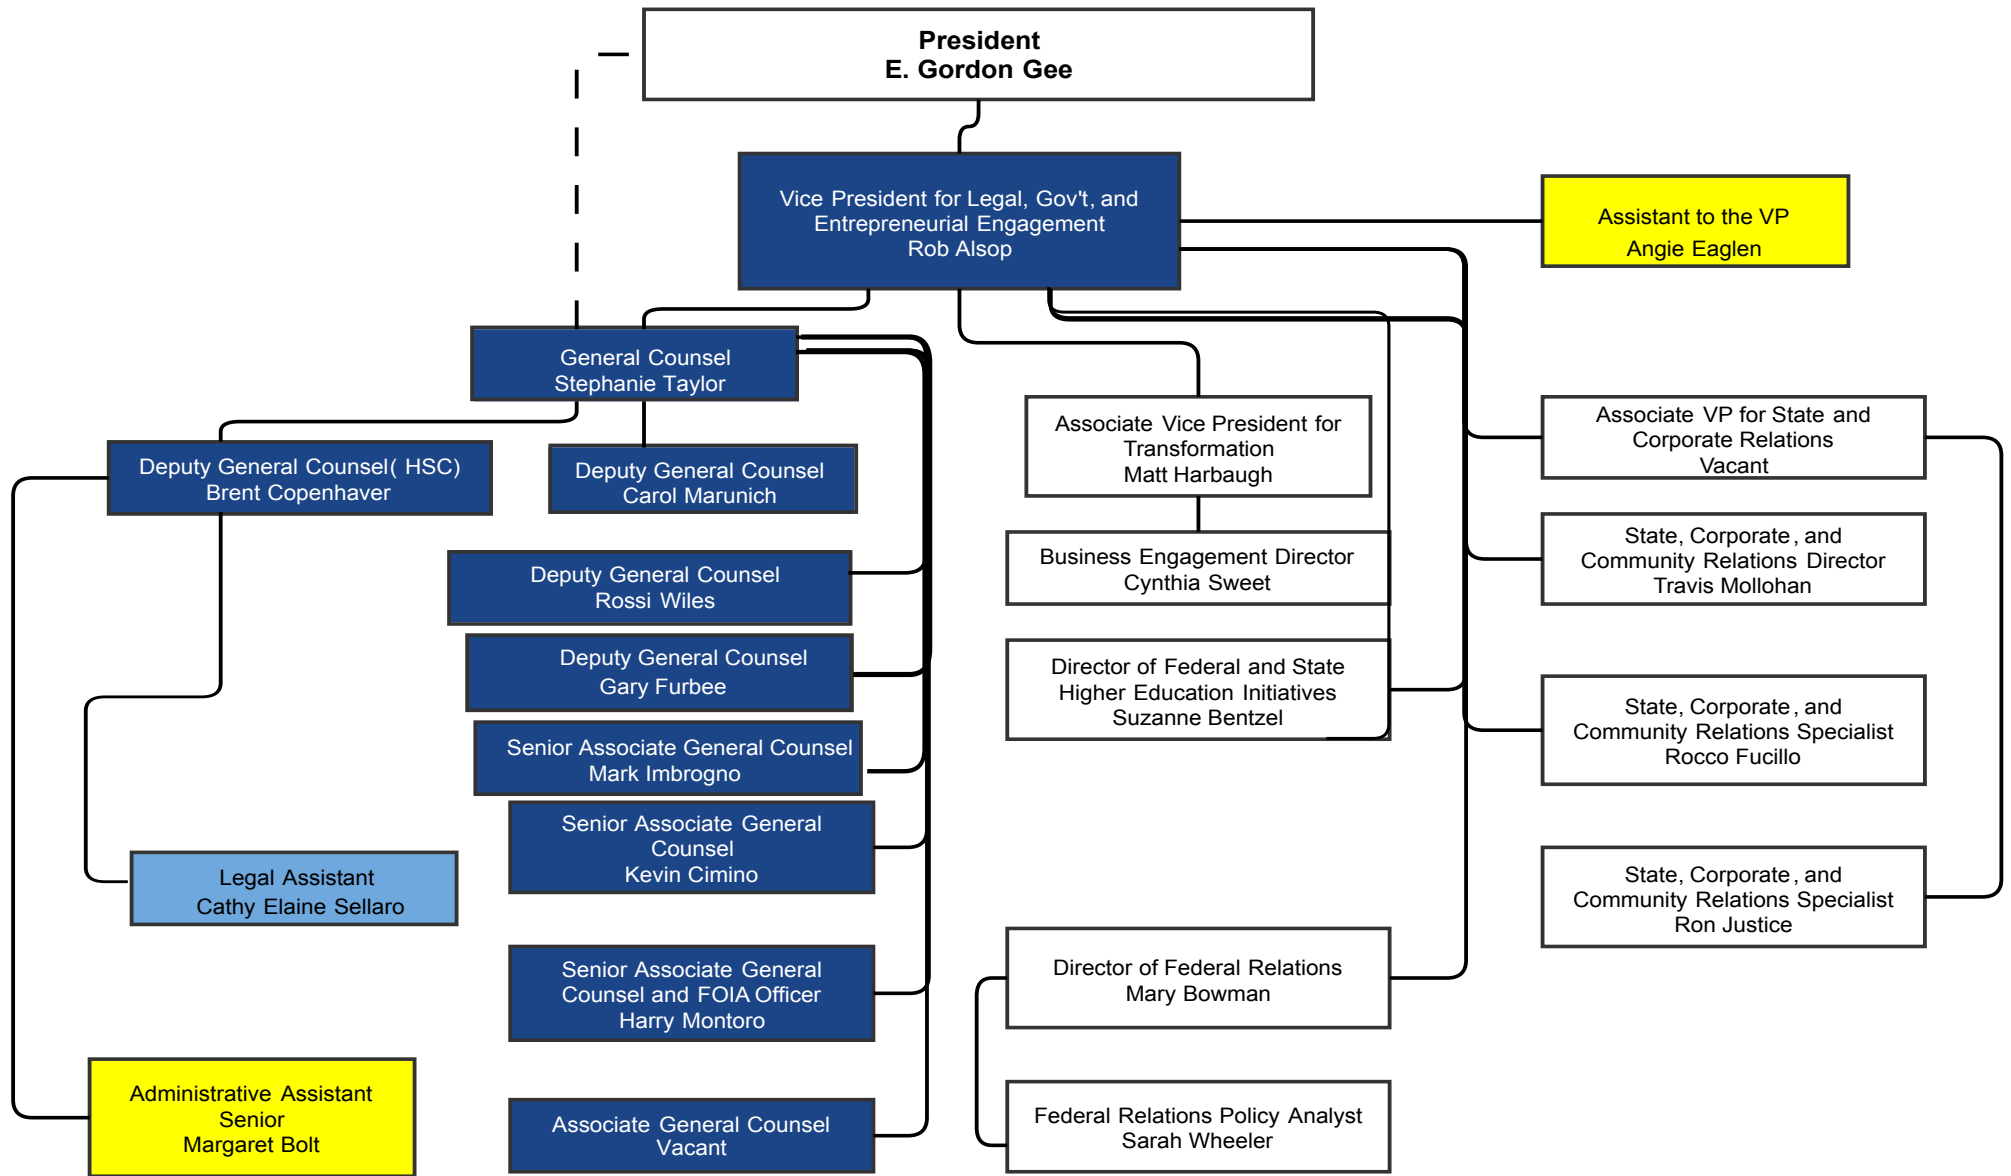 President
E. Gordon Gee
Vice President for Legal, Gov't, and
Entrepreneurial Engagement
Rob Alsop
Assistant to the VP
Angie Eaglen
General Counsel
Stephanie Taylor
Deputy General Counsel( HSC)
Brent Copenhaver
Deputy General Counsel
Carol Marunich
Associate Vice President for
Transformation
Matt Harbaugh
Associate VP for State and
Corporate Relations
Vacant
Deputy General Counsel
Rossi Wiles
Business Engagement Director
Cynthia Sweet
State, Corporate, and
Community Relations Director
Travis Mollohan
Deputy General Counsel
Gary Furbee
Director of Federal and State
Higher Education Initiatives
Suzanne Bentzel
State, Corporate, and
Community Relations Specialist
Rocco Fucillo
Senior Associate General Counsel
Mark Imbrogno
Senior Associate General
Counsel
Kevin Cimino
Legal Assistant
Cathy Elaine Sellaro
State, Corporate, and
Community Relations Specialist
Ron Justice
Senior Associate General
Counsel and FOIA Officer
Harry Montoro
Director of Federal Relations
Mary Bowman
Administrative Assistant
Senior
Margaret Bolt
Associate General Counsel
Vacant
Federal Relations Policy Analyst
Sarah Wheeler